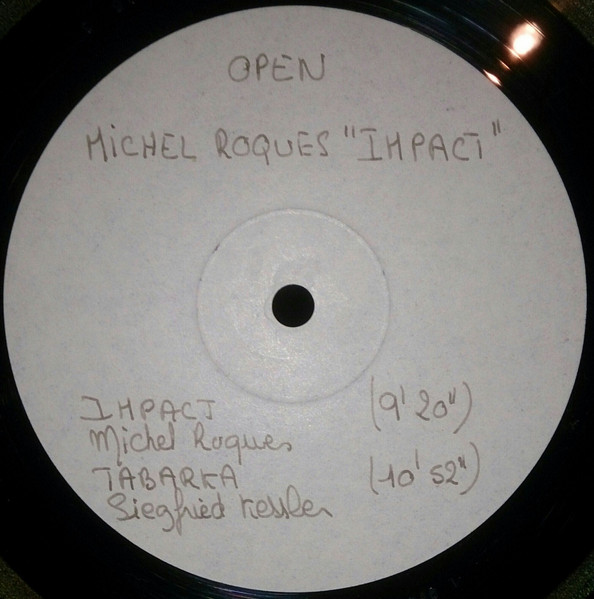 OPEN
MiCHEL ROQUES "IMPACT"
IMPACT (9' 20")
Michel Roques
TABARKA (10' 52")
Siegfried Kessler